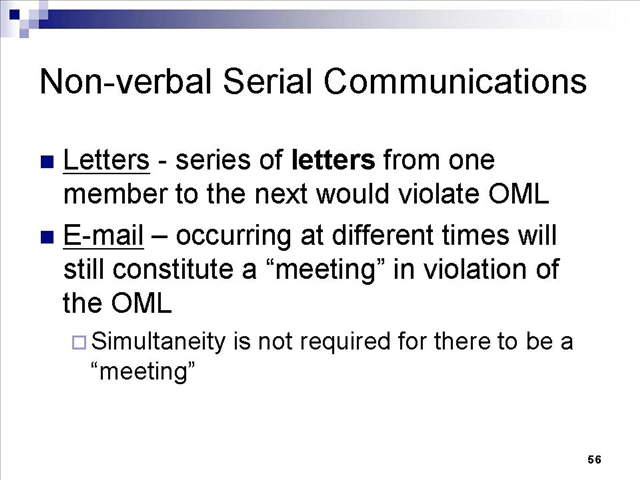 Non-verbal Serial Communications
Letters - series of letters from one
member to the next would violate OML
E-mail – occurring at different times will
still constitute a “meeting” in violation of
the OML
Simultaneity is not required for there to be a
“meeting”
56